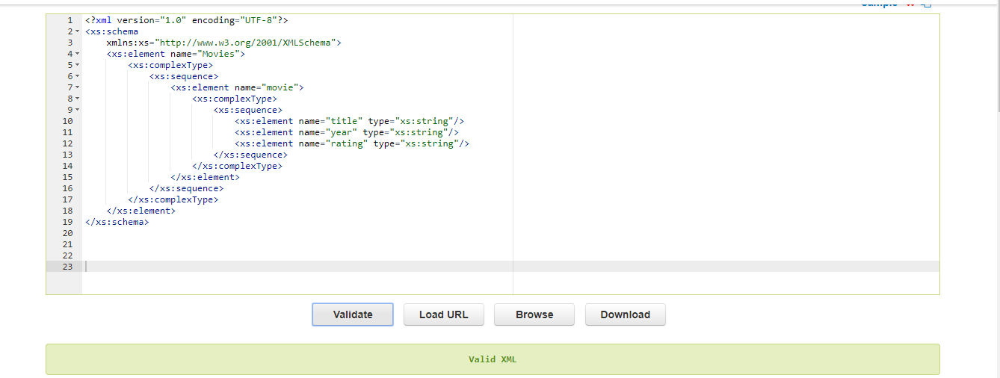 Sample
1 <?xml version="1.0" encoding="UTF-8"?>
2 <xs:schema
3 xmlns:xs="http://www.w3.org/2001/XMLSchema">
4 <xs:element name="Movies">
5 <xs:complexType>
6 <xs:sequence>
7 <xs:element name="movie">
8 <xs:complexType>
9 <xs:sequence>
10 <xs:element name="title" type="xs:string"/>
11 <xs:element name="year" type="xs:string"/>
12 <xs:element name="rating" type="xs:string"/>
13 </xs:sequence>
14 </xs:complexType>
15 </xs:element>
16 </xs:sequence>
17 </xs:complexType>
18 </xs:element>
19 </xs:schema>
20
21
22
23
Validate Load URL Browse Download
Valid XML